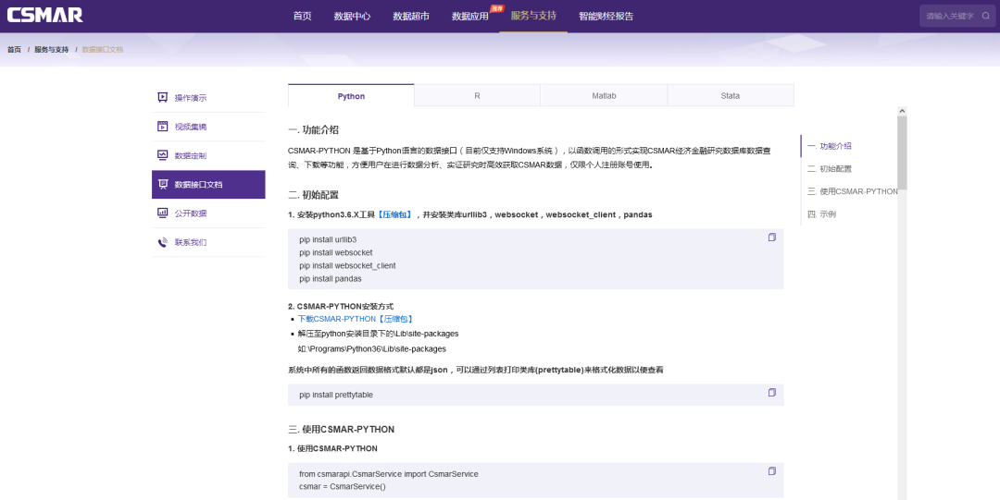 CSMAR
首页 数据中心 数据超市 数据应用 推荐 服务与支持 智能财经报告 请输入关键字
首页 / 服务与支持 / 数据接口文档
操作演示
视频集锦
数据定制
数据接口文档
公开数据
联系我们
Python R Matlab Stata
一. 功能介绍
CSMAR-PYTHON 是基于Python语言的数据接口（目前仅支持Windows系统），以函数调用的形式实现CSMAR经济金融研究数据库数据查
询、下载等功能，方便用户在进行数据分析、实证研究时高效获取CSMAR数据，仅限个人注册账号使用。
二. 初始配置
1. 安装python3.6.X工具【压缩包】，并安装类库urllib3，websocket，websocket_client，pandas
pip install urllib3
pip install websocket
pip install websocket_client
pip install pandas
2. CSMAR-PYTHON安装方式
▪ 下载CSMAR-PYTHON【压缩包】
▪ 解压至python安装目录下的\Lib\site-packages
如:\Programs\Python36\Lib\site-packages
系统中所有的函数返回数据格式默认都是json，可以通过列表打印类库(prettytable)来格式化数据以便查看
pip install prettytable
三. 使用CSMAR-PYTHON
1. 使用CSMAR-PYTHON
from csmarapi.CsmarService import CsmarService
csmar = CsmarService()
一. 功能介绍
二. 初始配置
三. 使用CSMAR-PYTHON
四. 示例